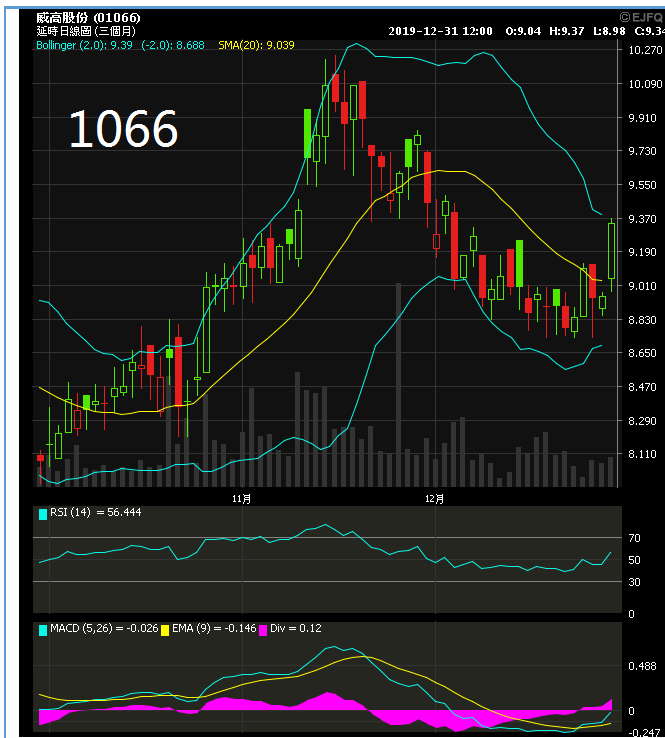 威高股份 (01066)
©EJFQ
延時日線圖 (三個月)
2019-12-31 12:00 O:9.04 H:9.37 L:8.98 C:9.34
Bollinger (2.0): 9.39 (-2.0): 8.688 SMA(20): 9.039
10.270
1066
10.090
9.910
9.730
9.550
9.370
9.190
9.010
8.830
8.650
8.470
8.290
8.110
11月 12月
RSI (14) = 56.444
70
50
30
0
MACD (5,26) = -0.026 EMA (9) = -0.146 Div = 0.12
0.488
0
-0.247